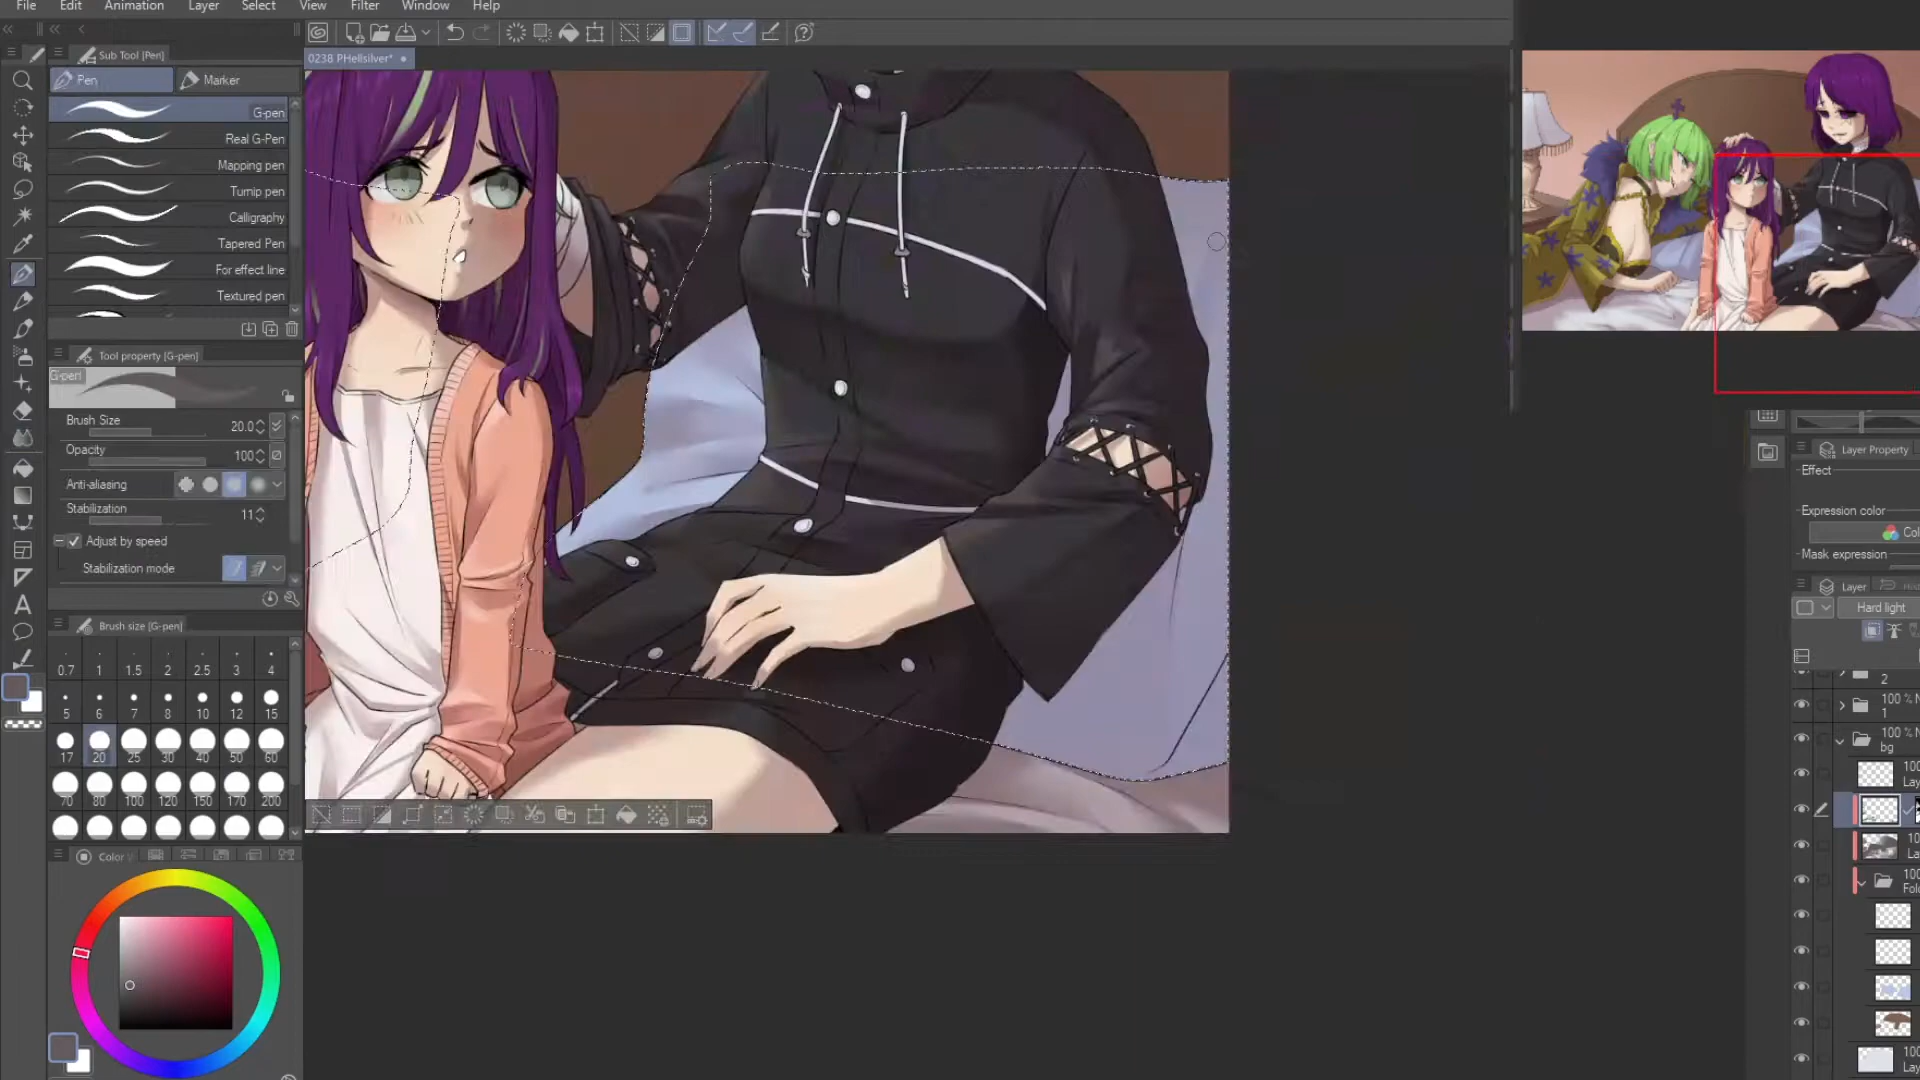 File Edit Animation Layer Select View Filter Window Help
Sub Tool [Pen]
0238 PHellsilver*
Pen Marker
G-pen
Real G-Pen
Mapping pen
Turnip pen
Calligraphy
Tapered Pen
For effect line
Textured pen
Tool property [G-pen]
G-pen
Brush Size 20.0
Opacity 100
Anti-aliasing
Stabilization 11
Adjust by speed
Stabilization mode
Brush size [G-pen]
0.7 1 1.5 2 2.5 3 4
5 6 7 8 10 12 15
17 20 25 30 40 50 60
70 80 100 120 150 170 200
Color
Layer Property
Effect
Expression color
Mask expression
Layer
Hard light
2
100 %
1
100 %
bg